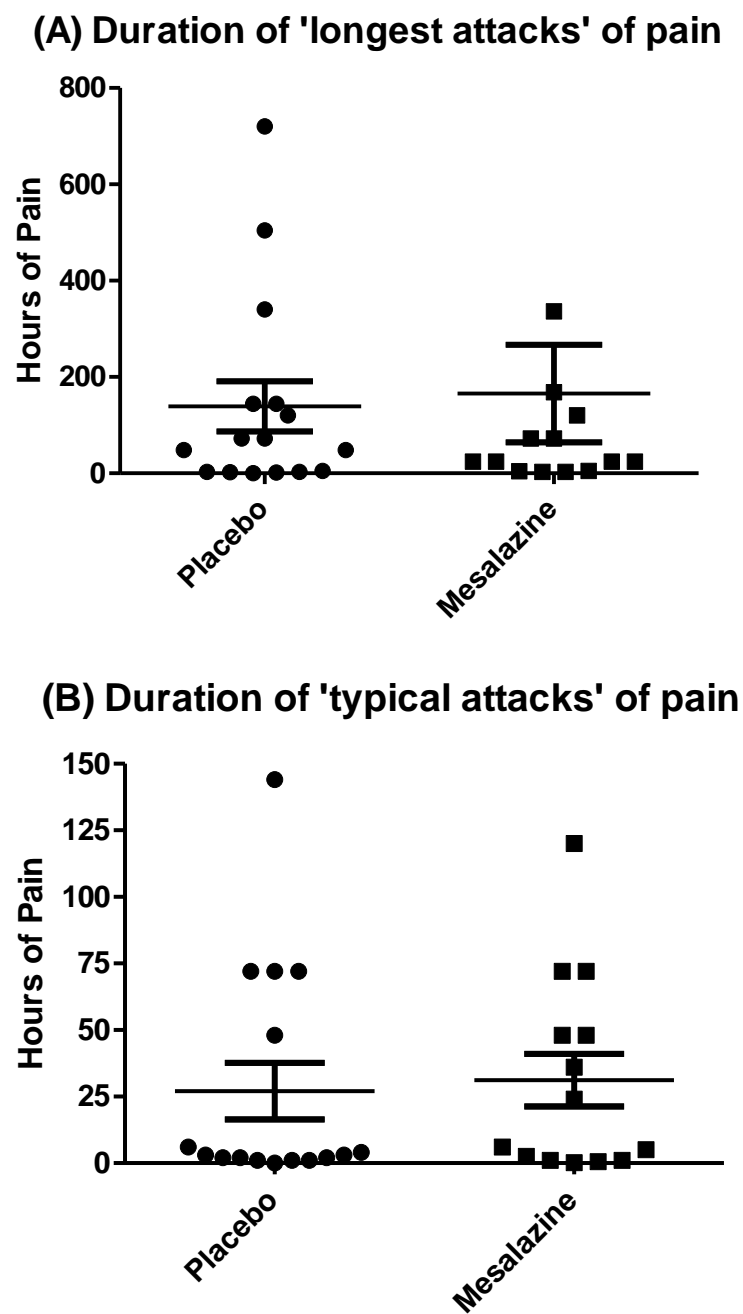 (A) Duration of 'longest attacks' of pain
800
600
400
200
0
Hours of Pain
Placebo
Mesalazine
(B) Duration of 'typical attacks' of pain
150
125
100
75
50
25
0
Hours of Pain
Placebo
Mesalazine